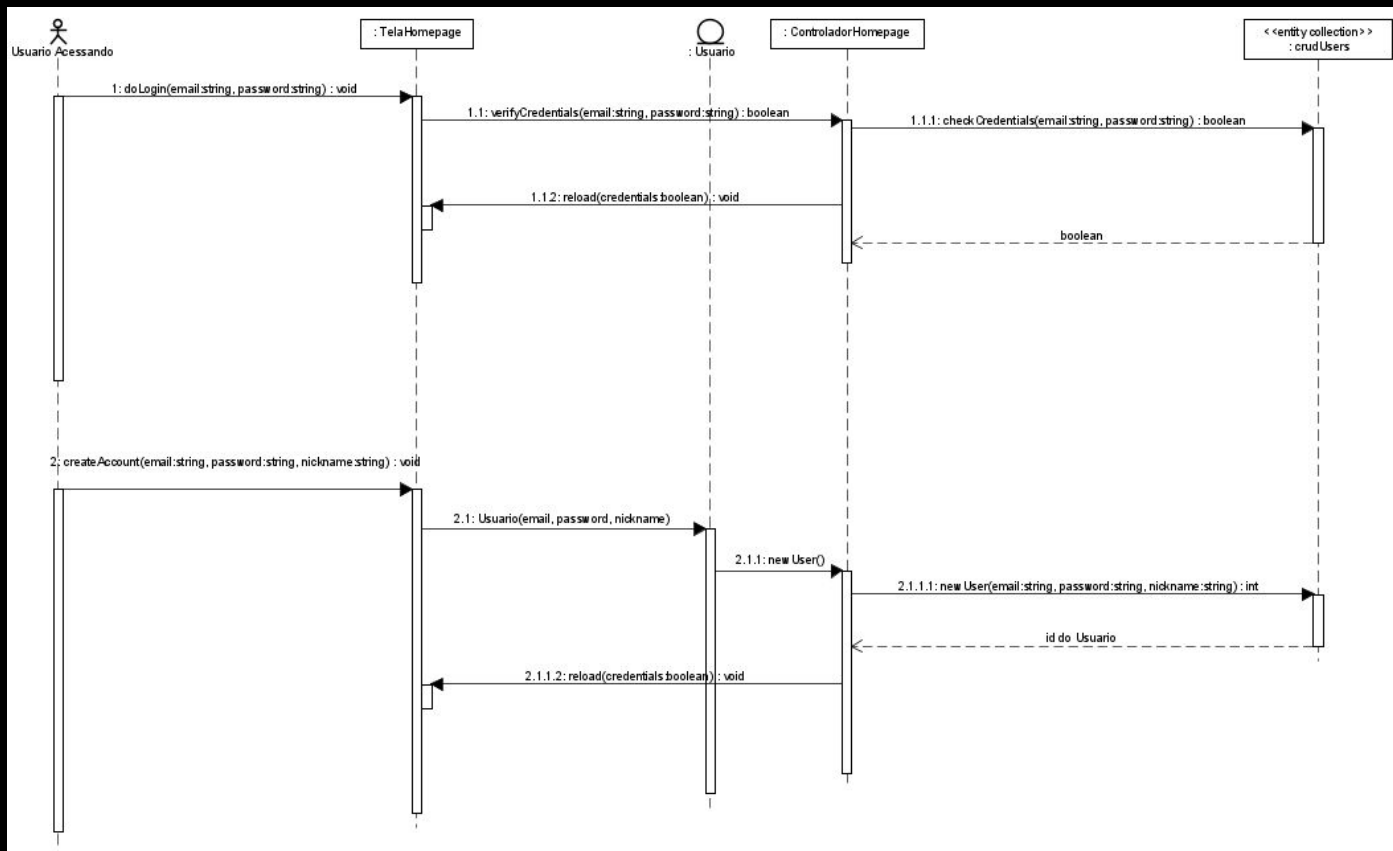 Usuario Acessando
: TelaHomepage
: Usuario
: ControladorHomepage
<<entity collection>>
: crudUsers
1: doLogin(email:string, password:string) : void
1.1: verifyCredentials(email:string, password:string) : boolean
1.1.1: checkCredentials(email:string, password:string) : boolean
1.1.2: reload(credentials:boolean) : void
boolean
2: createAccount(email:string, password:string, nickname:string) : void
2.1: Usuario(email, password, nickname)
2.1.1: newUser()
2.1.1.1: newUser(email:string, password:string, nickname:string) : int
id do Usuario
2.1.1.2: reload(credentials:boolean) : void